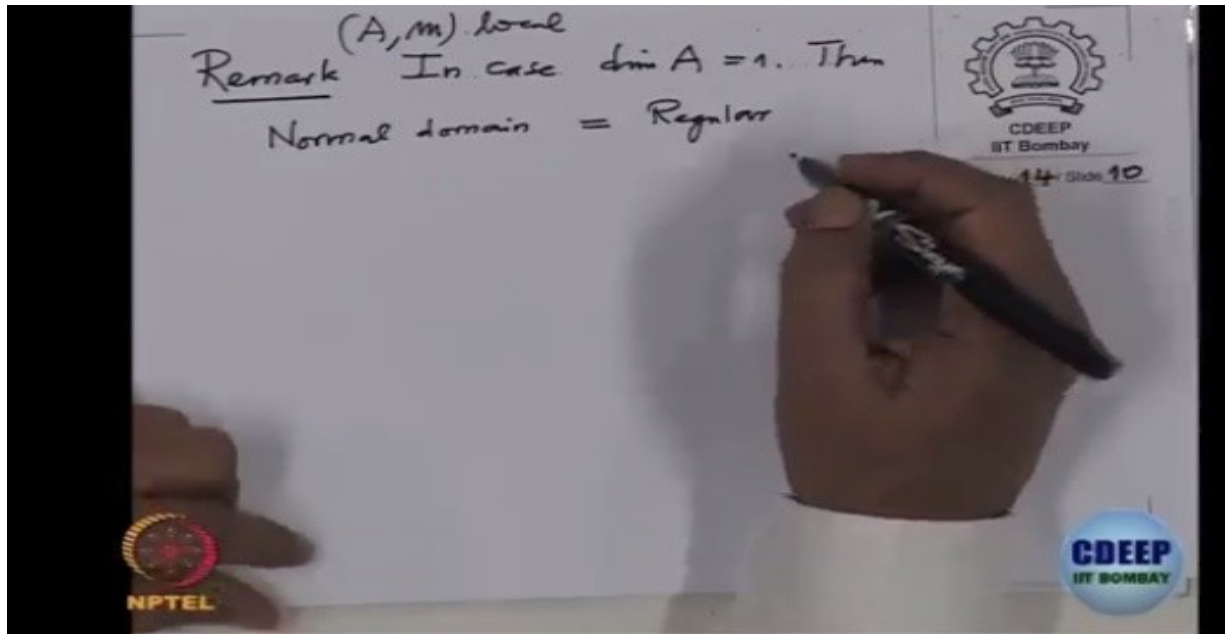 (A, m) local
Remark In case dim A = 1. Then
Normal domain = Regular
CDEEP
IIT Bombay
14 Slide 10
NPTEL
CDEEP
IIT BOMBAY